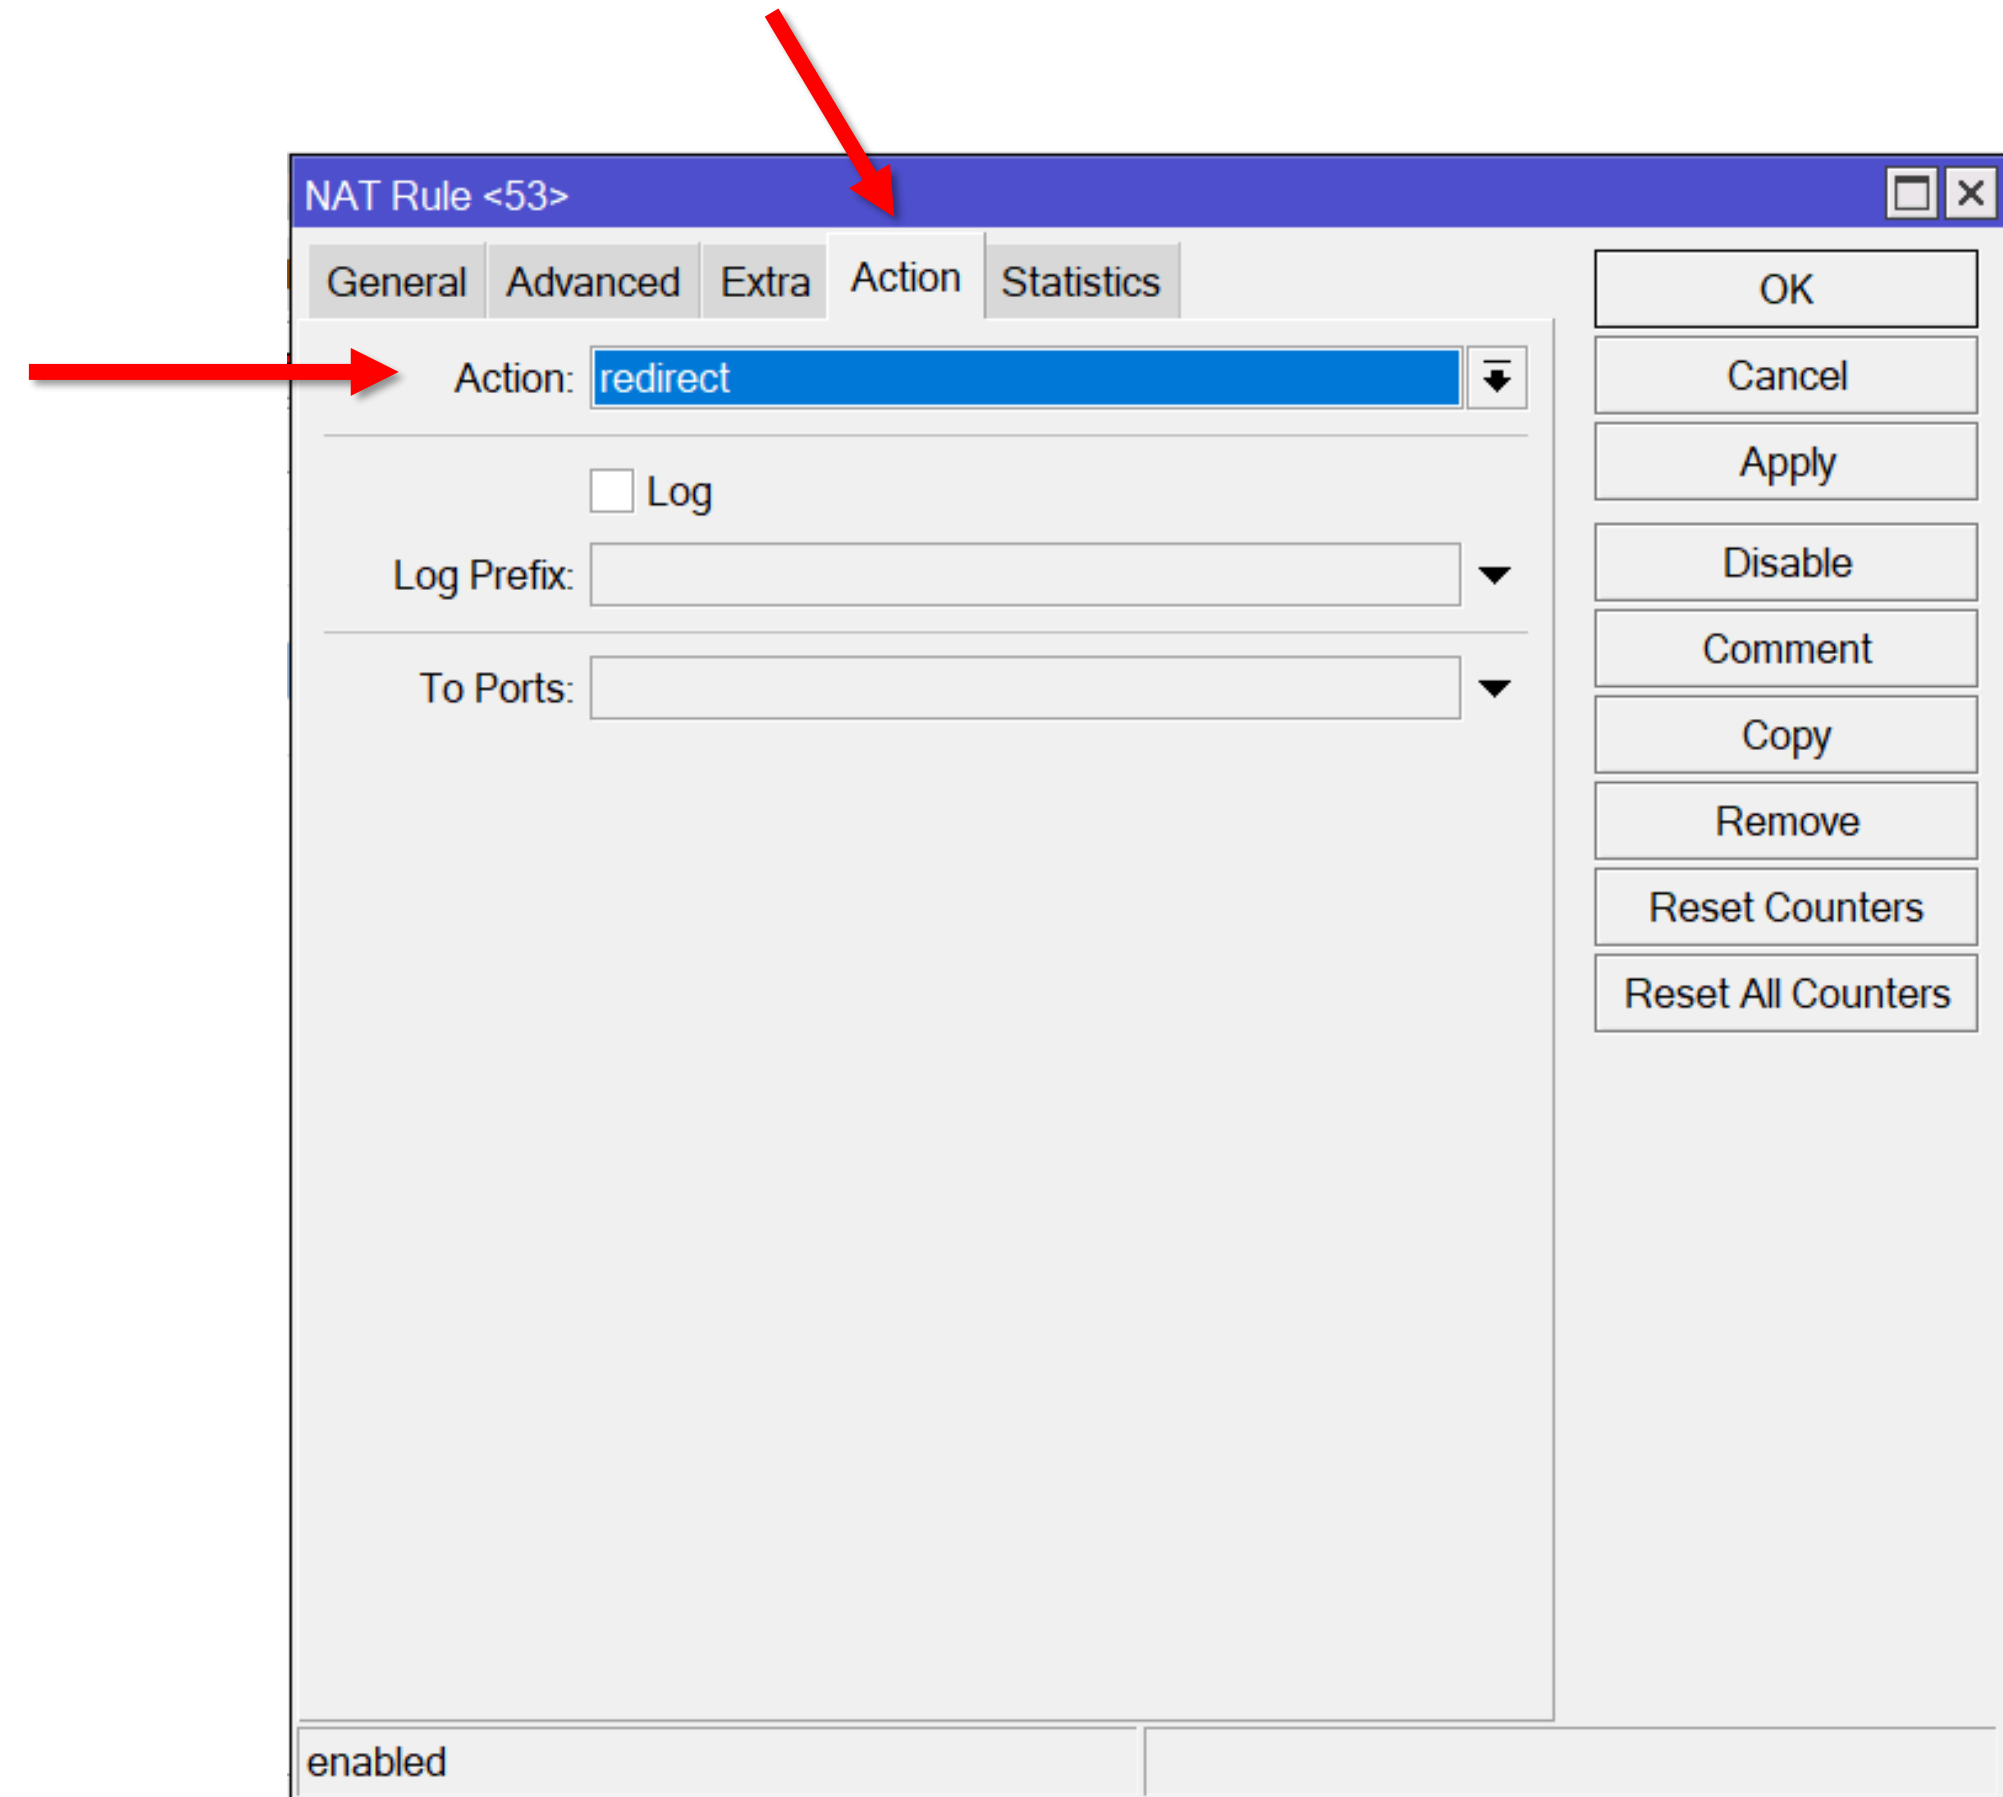 NAT Rule <53>
General Advanced Extra Action Statistics
Action: redirect
Log
Log Prefix:
To Ports:
OK
Cancel
Apply
Disable
Comment
Copy
Remove
Reset Counters
Reset All Counters
enabled